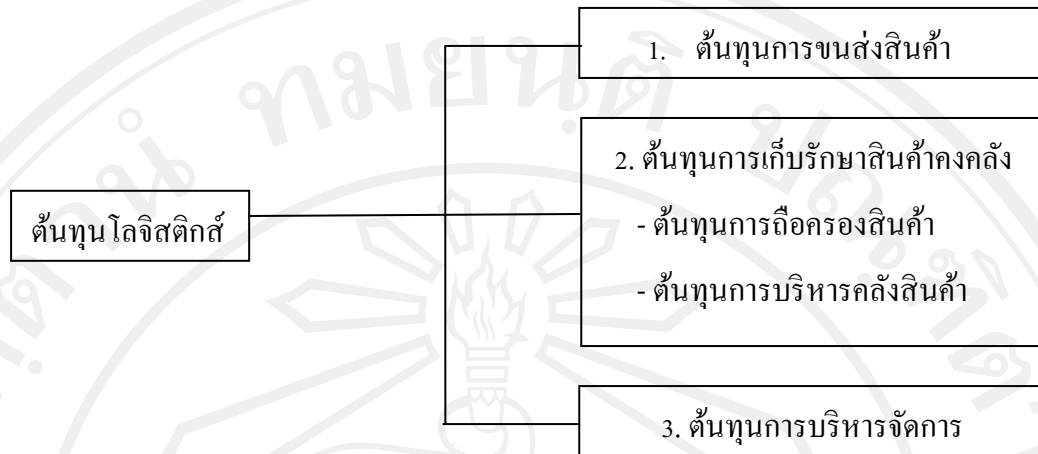 1. ต้นทุนการขนส่งสินค้า
2. ต้นทุนการเก็บรักษาสินค้าคงคลัง
- ต้นทุนการถือครองสินค้า
- ต้นทุนการบริหารคลังสินค้า
ต้นทุนโลจิสติกส์
3. ต้นทุนการบริหารจัดการ